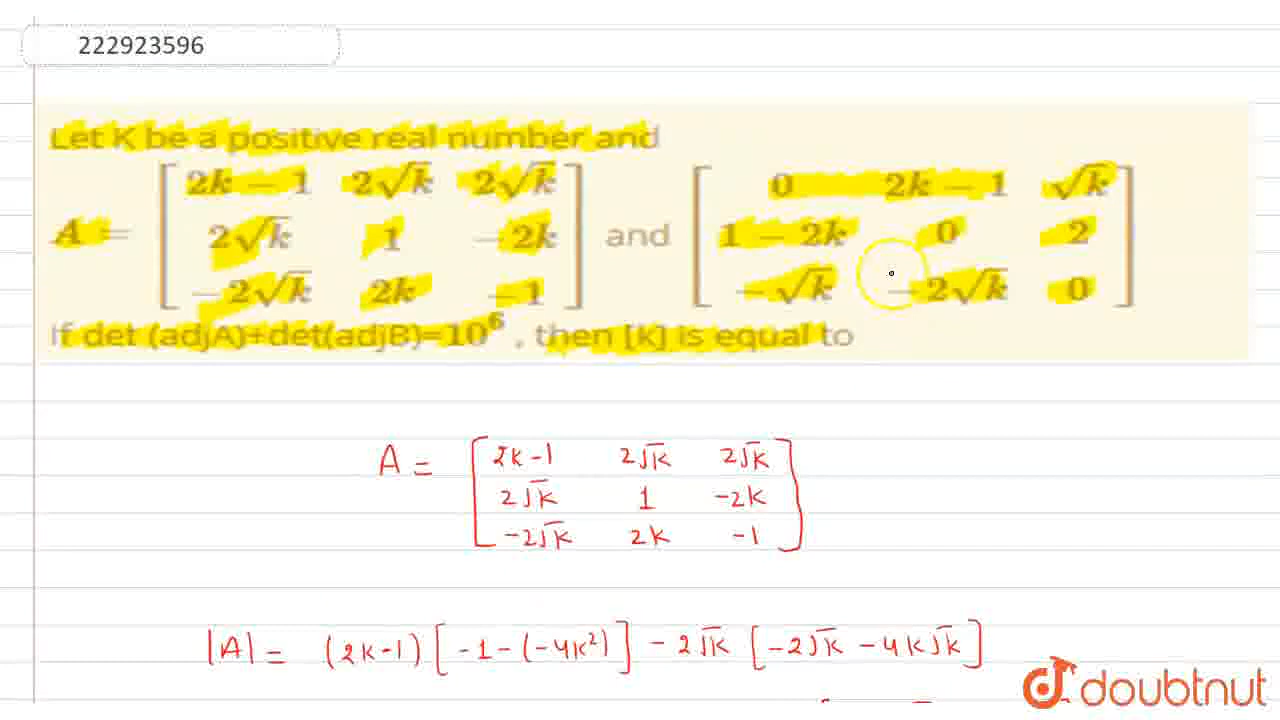 222923596
Let K be a positive real number and
A = [ 2k − 1 2√k 2√k ; 2√k 1 −2k ; −2√k 2k −1 ] and [ 0 2k − 1 √k ; 1 − 2k 0 2 ; −√k −2√k 0 ]
If det (adjA)+det(adjB)=10⁶ , then [K] is equal to
A = [ 2k-1 2√k 2√k ; 2√k 1 -2k ; -2√k 2k -1 ]
|A| = (2k-1) [ -1 - (-4k²) ] - 2√k [ -2√k - 4k√k ]
doubtnut